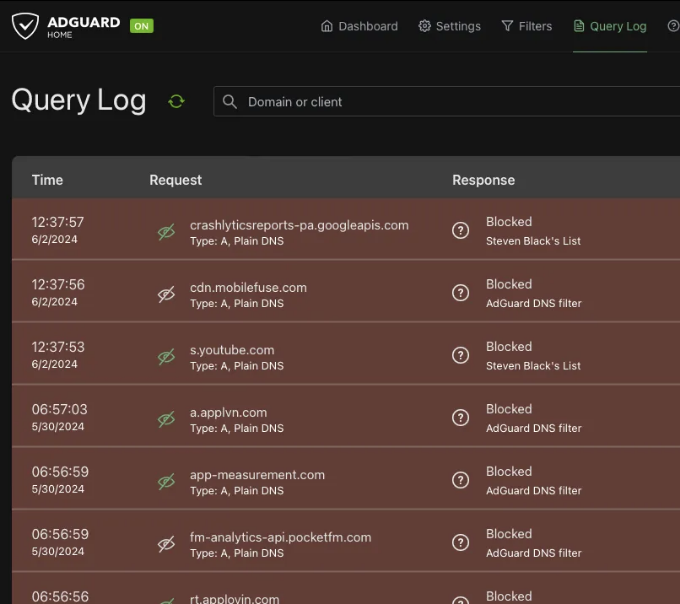 ADGUARD
HOME
ON
Dashboard
Settings
Filters
Query Log
Query Log
Domain or client
Time Request Response
12:37:57
6/2/2024
crashlyticsreports-pa.googleapis.com
Type: A, Plain DNS
Blocked
Steven Black's List
12:37:56
6/2/2024
cdn.mobilefuse.com
Type: A, Plain DNS
Blocked
AdGuard DNS filter
12:37:53
6/2/2024
s.youtube.com
Type: A, Plain DNS
Blocked
Steven Black's List
06:57:03
5/30/2024
a.applvn.com
Type: A, Plain DNS
Blocked
AdGuard DNS filter
06:56:59
5/30/2024
app-measurement.com
Type: A, Plain DNS
Blocked
AdGuard DNS filter
06:56:59
5/30/2024
fm-analytics-api.pocketfm.com
Type: A, Plain DNS
Blocked
AdGuard DNS filter
06:56:56
rt.applovin.com
Blocked